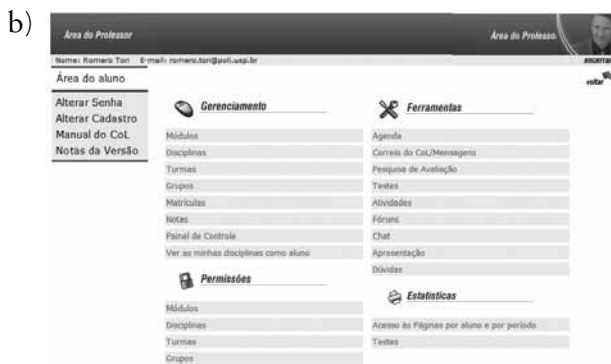 b)
Área do Professor
Área do Professo
Nome: Romero Tori E-mail: romero.tori@poli.usp.br
encerrar
Área do aluno
voltar
Alterar Senha
Alterar Cadastro
Manual do CoL
Notas da Versão
Gerenciamento
Módulos
Disciplinas
Turmas
Grupos
Matrículas
Notas
Painel de Controle
Ver as minhas disciplinas como aluno
Permissões
Módulos
Disciplinas
Turmas
Grupos
Ferramentas
Agenda
Correio do CoL/Mensagens
Pesquisa de Avaliação
Testes
Atividades
Fóruns
Chat
Apresentação
Dúvidas
Estatísticas
Acesso às Páginas por aluno e por período
Testes